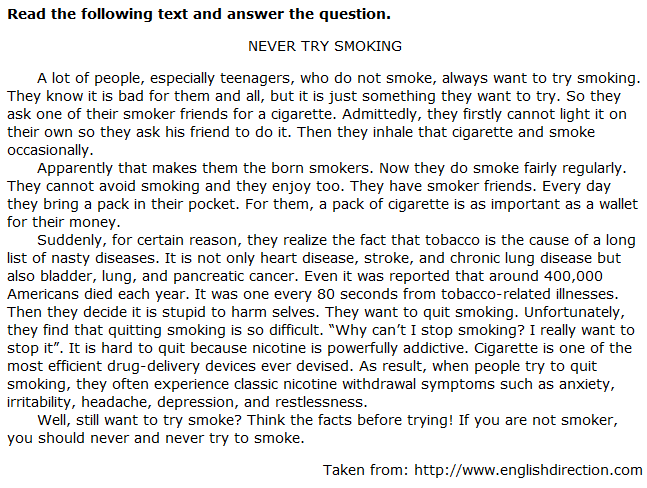 Read the following text and answer the question.
NEVER TRY SMOKING
A lot of people, especially teenagers, who do not smoke, always want to try smoking.
They know it is bad for them and all, but it is just something they want to try. So they
ask one of their smoker friends for a cigarette. Admittedly, they firstly cannot light it on
their own so they ask his friend to do it. Then they inhale that cigarette and smoke
occasionally.
Apparently that makes them the born smokers. Now they do smoke fairly regularly.
They cannot avoid smoking and they enjoy too. They have smoker friends. Every day
they bring a pack in their pocket. For them, a pack of cigarette is as important as a wallet
for their money.
Suddenly, for certain reason, they realize the fact that tobacco is the cause of a long
list of nasty diseases. It is not only heart disease, stroke, and chronic lung disease but
also bladder, lung, and pancreatic cancer. Even it was reported that around 400,000
Americans died each year. It was one every 80 seconds from tobacco-related illnesses.
Then they decide it is stupid to harm selves. They want to quit smoking. Unfortunately,
they find that quitting smoking is so difficult. “Why can’t I stop smoking? I really want to
stop it”. It is hard to quit because nicotine is powerfully addictive. Cigarette is one of the
most efficient drug-delivery devices ever devised. As result, when people try to quit
smoking, they often experience classic nicotine withdrawal symptoms such as anxiety,
irritability, headache, depression, and restlessness.
Well, still want to try smoke? Think the facts before trying! If you are not smoker,
you should never and never try to smoke.
Taken from: http://www.englishdirection.com